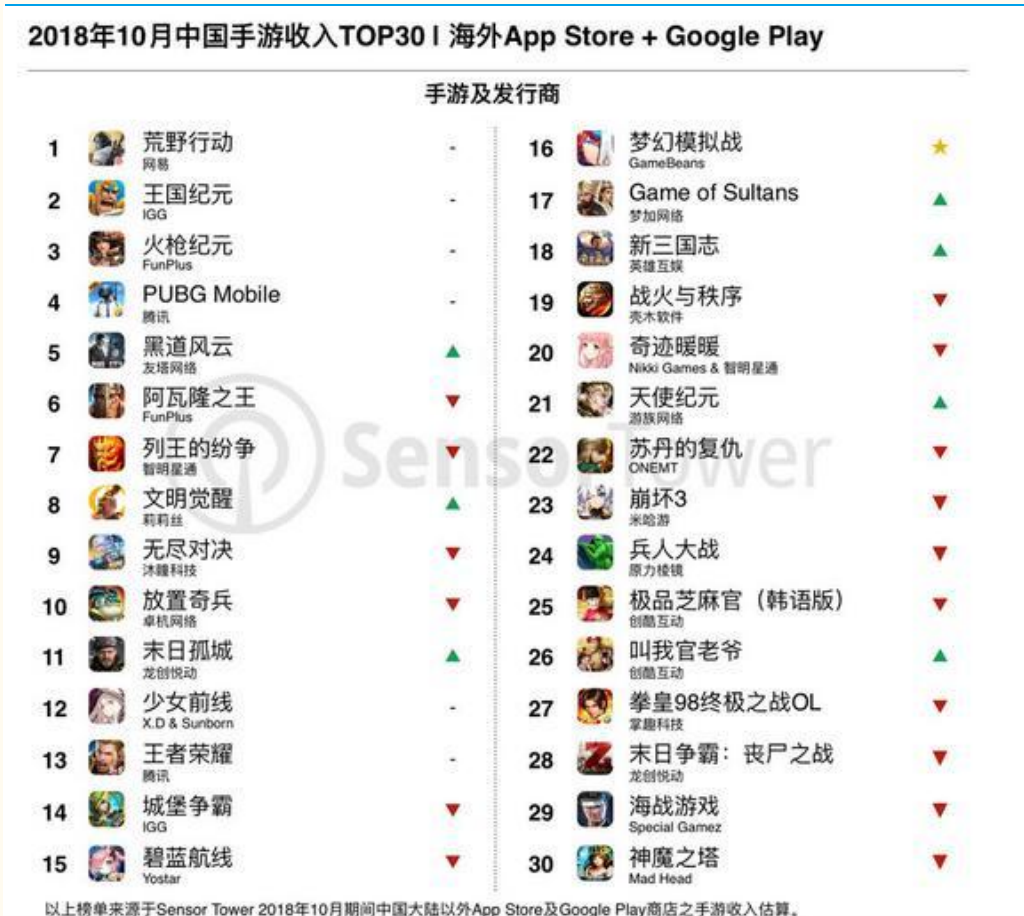 2018年10月中国手游收入TOP30 | 海外App Store + Google Play
手游及发行商
1
荒野行动
网易
-
2
王国纪元
IGG
-
3
火枪纪元
FunPlus
-
4
PUBG Mobile
腾讯
-
5
黑道风云
友塔网络
▲
6
阿瓦隆之王
FunPlus
▼
7
列王的纷争
智明星通
▼
8
文明觉醒
莉莉丝
▲
9
无尽对决
沐瞳科技
▼
10
放置奇兵
卓杭网络
▼
11
末日孤城
龙创悦动
▲
12
少女前线
X.D & Sunborn
-
13
王者荣耀
腾讯
-
14
城堡争霸
IGG
▼
15
碧蓝航线
Yostar
▼
16
梦幻模拟战
GameBeans
★
17
Game of Sultans
梦加网络
▲
18
新三国志
英雄互娱
▲
19
战火与秩序
壳木软件
▼
20
奇迹暖暖
Nikki Games & 智明星通
▼
21
天使纪元
游族网络
▲
22
苏丹的复仇
ONEMT
▼
23
崩坏3
米哈游
▼
24
兵人大战
原力棱镜
▼
25
极品芝麻官（韩语版）
创酷互动
▼
26
叫我官老爷
创酷互动
▲
27
拳皇98终极之战OL
掌趣科技
▼
28
末日争霸：丧尸之战
龙创悦动
▼
29
海战游戏
Special Gamez
▼
30
神魔之塔
Mad Head
▼
SensorTower
以上榜单来源于Sensor Tower 2018年10月期间中国大陆以外App Store及Google Play商店之手游收入估算。